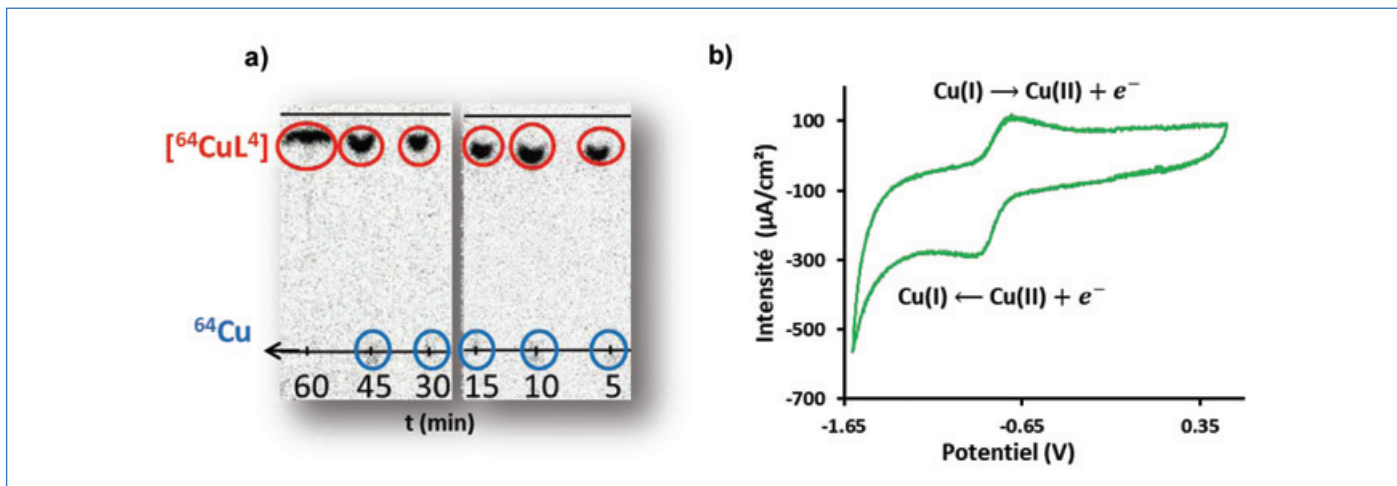 a)
[⁶⁴CuL⁴]
⁶⁴Cu
60 45 30 15 10 5
t (min)
b)
Cu(I) → Cu(II) + e⁻
Intensité (µA/cm²)
100
-100
-300
-500
-700
Cu(I) ← Cu(II) + e⁻
-1.65 -0.65 0.35
Potentiel (V)